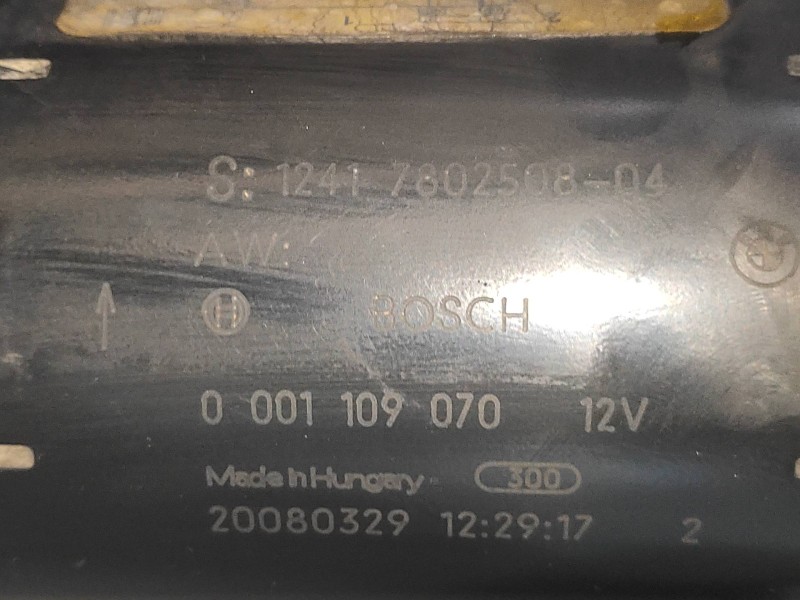 S: 1241 7802508-04
AW:
BOSCH
0 001 109 070 12V
Made in Hungary 300
20080329 12:29:17 2